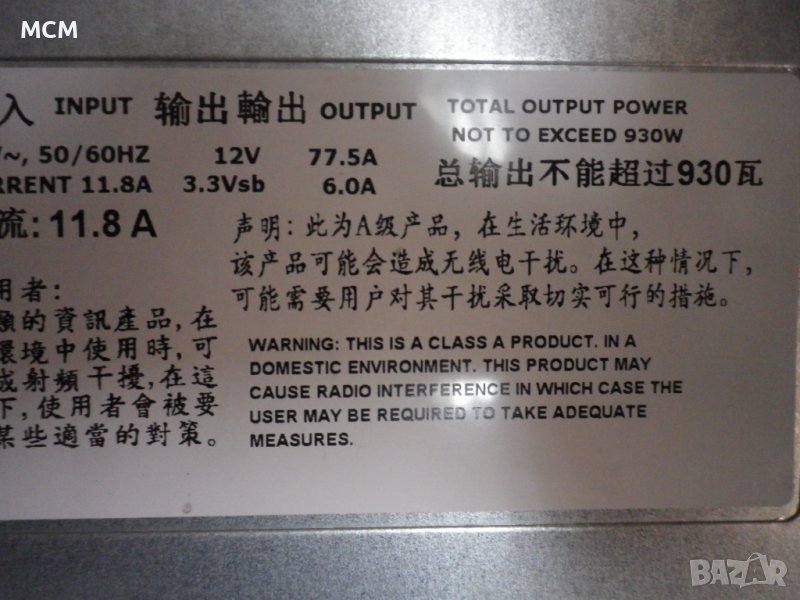 MCM
入 INPUT 输出輸出 OUTPUT TOTAL OUTPUT POWER
NOT TO EXCEED 930W
~, 50/60HZ 12V 77.5A
11.8A 3.3Vsb 6.0A
总输出不能超过930瓦
流: 11.8 A
声明: 此为A级产品, 在生活环境中,
该产品可能会造成无线电干扰。在这种情况下,
可能需要用户对其干扰采取切实可行的措施。
用者:
的資訊產品, 在
環境中使用時, 可
成射頻干擾, 在這
下, 使用者會被要
某些適當的對策。
WARNING: THIS IS A CLASS A PRODUCT. IN A
DOMESTIC ENVIRONMENT. THIS PRODUCT MAY
CAUSE RADIO INTERFERENCE IN WHICH CASE THE
USER MAY BE REQUIRED TO TAKE ADEQUATE
MEASURES.
BAZAR